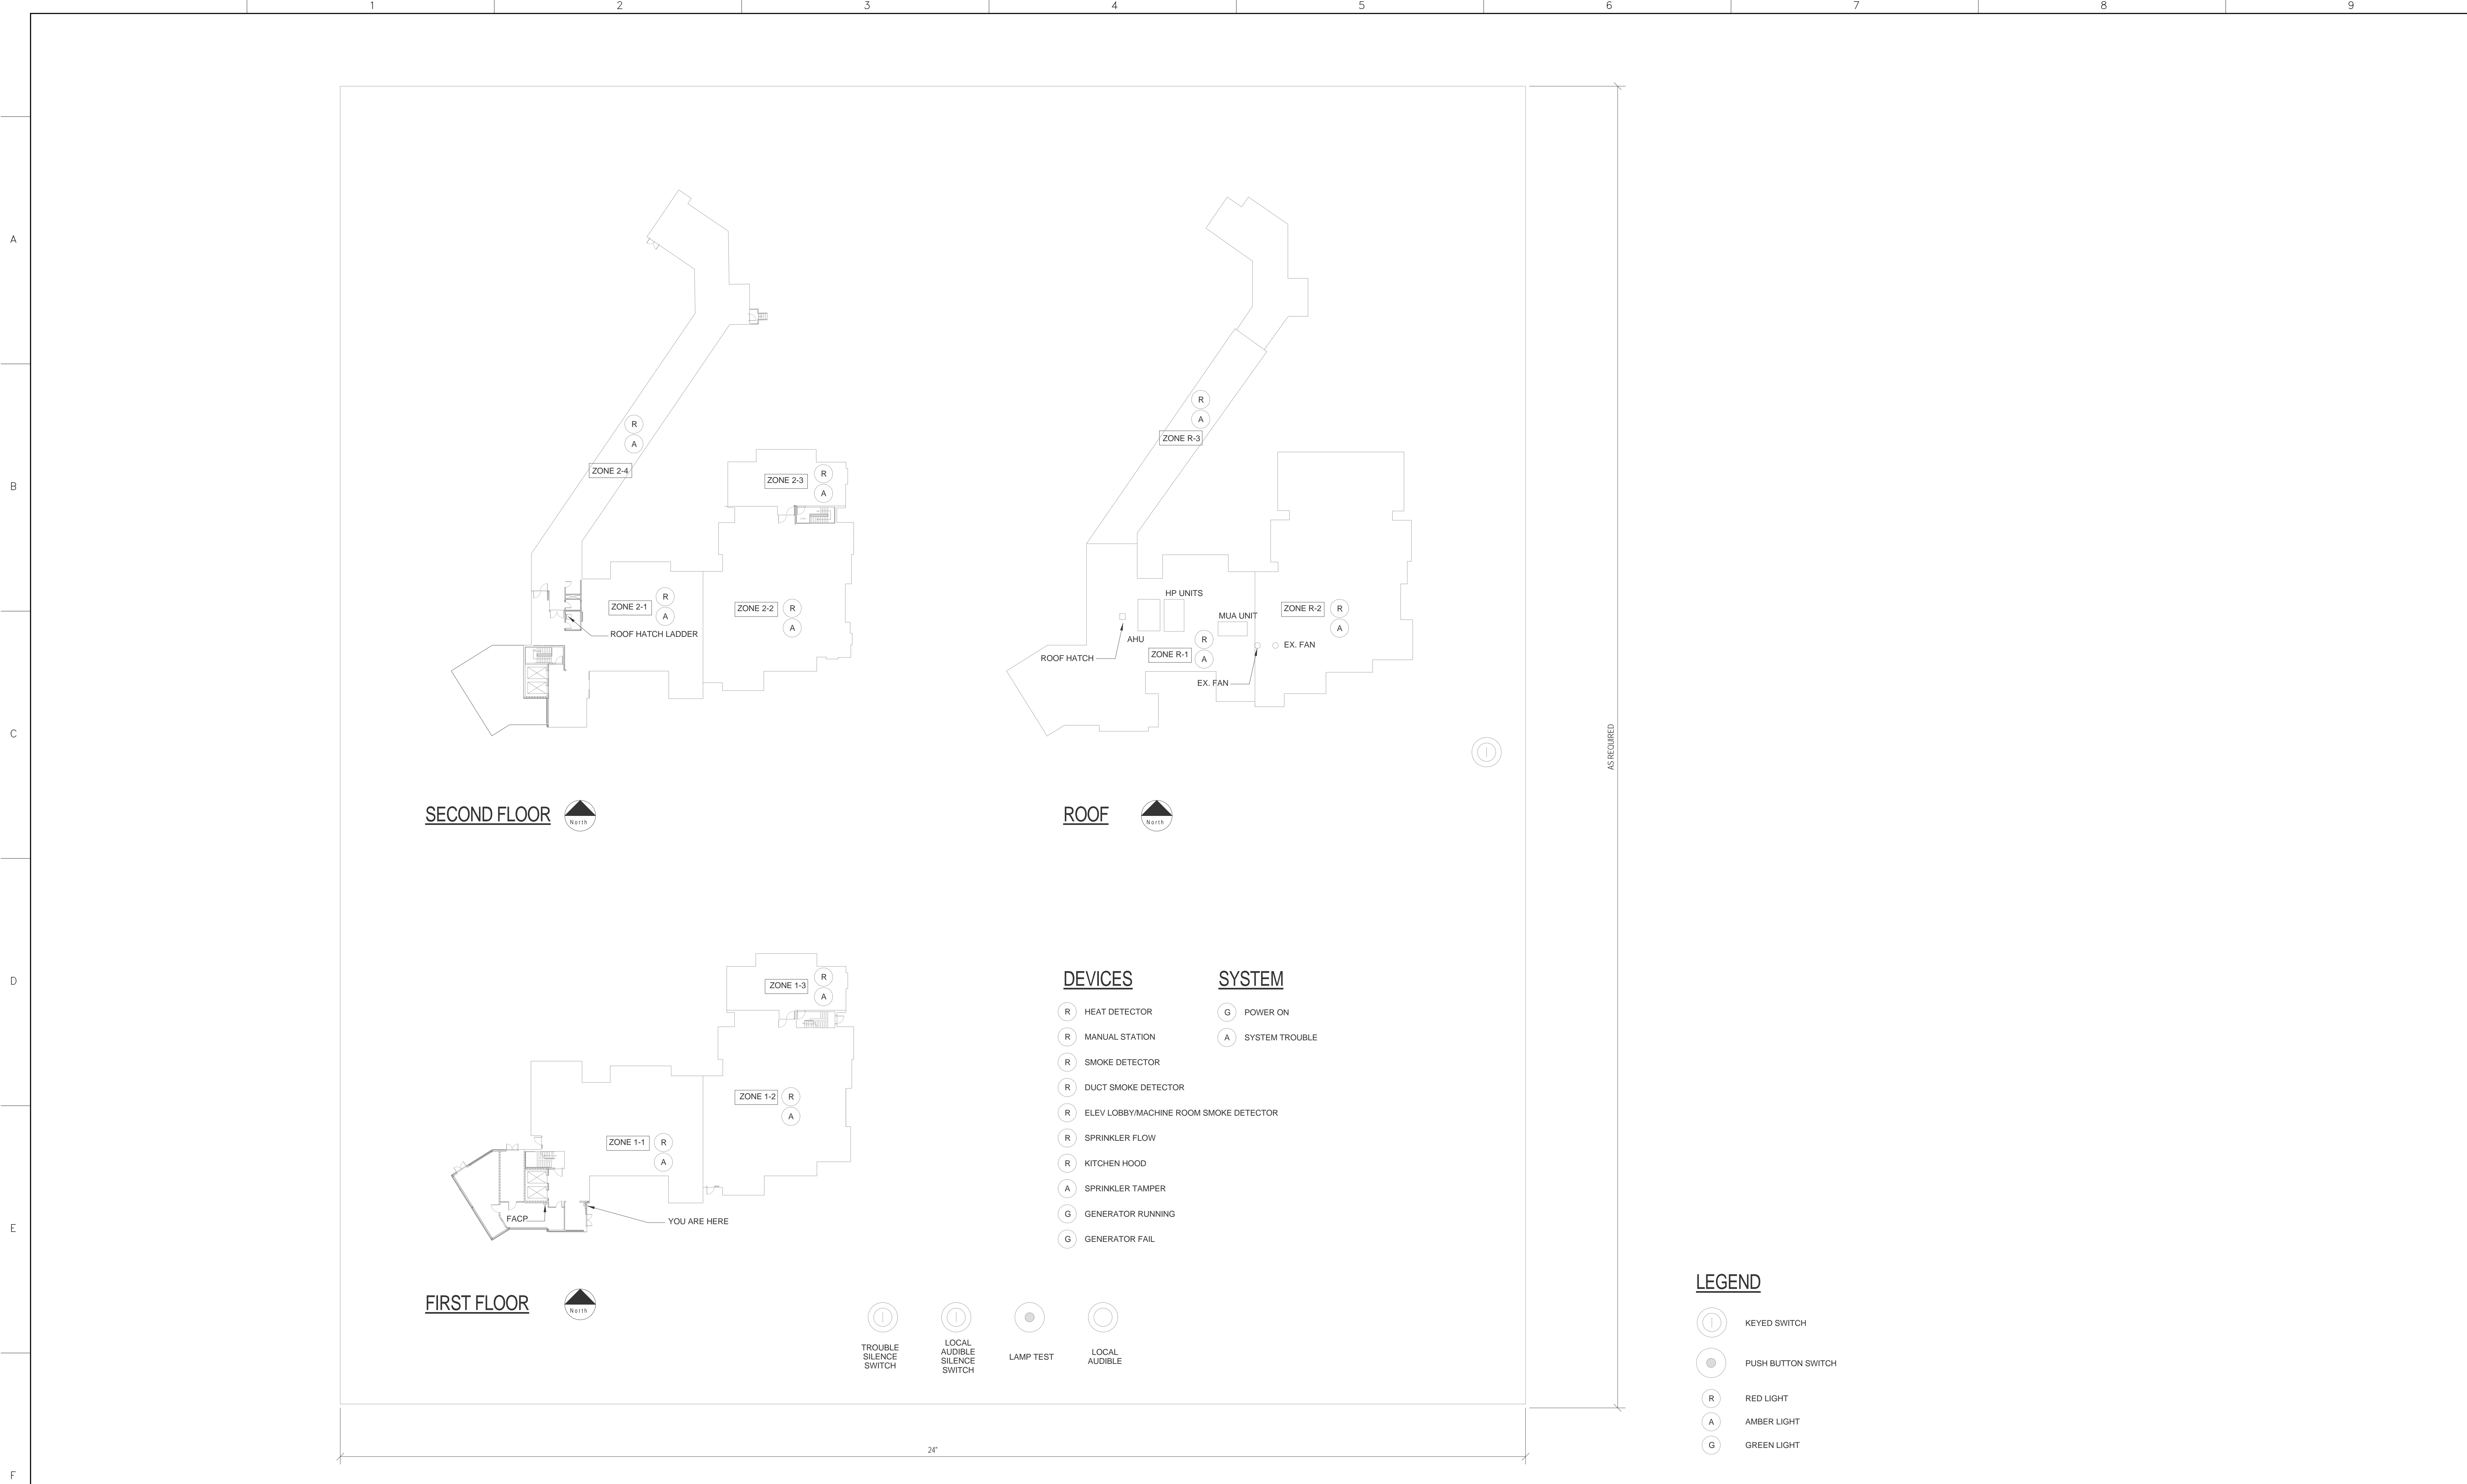 1 2 3 4 5 6 7 8 9
A
B
C
D
E
F
R
A
ZONE 2-4
ZONE 2-3
R
A
ZONE 2-1
R
A
ZONE 2-2
R
A
ROOF HATCH LADDER
SECOND FLOOR
North
R
A
ZONE R-3
HP UNITS
MUA UNIT
AHU
ZONE R-2
R
A
R
ZONE R-1
A
ROOF HATCH
EX. FAN
EX. FAN
ROOF
North
AS REQUIRED
ZONE 1-3
R
A
ZONE 1-2
R
A
ZONE 1-1
R
A
FACP
YOU ARE HERE
FIRST FLOOR
North
DEVICES
R HEAT DETECTOR
R MANUAL STATION
R SMOKE DETECTOR
R DUCT SMOKE DETECTOR
R ELEV LOBBY/MACHINE ROOM SMOKE DETECTOR
R SPRINKLER FLOW
R KITCHEN HOOD
A SPRINKLER TAMPER
G GENERATOR RUNNING
G GENERATOR FAIL
SYSTEM
G POWER ON
A SYSTEM TROUBLE
TROUBLE
SILENCE
SWITCH
LOCAL
AUDIBLE
SILENCE
SWITCH
LAMP TEST
LOCAL
AUDIBLE
24"
LEGEND
KEYED SWITCH
PUSH BUTTON SWITCH
R RED LIGHT
A AMBER LIGHT
G GREEN LIGHT